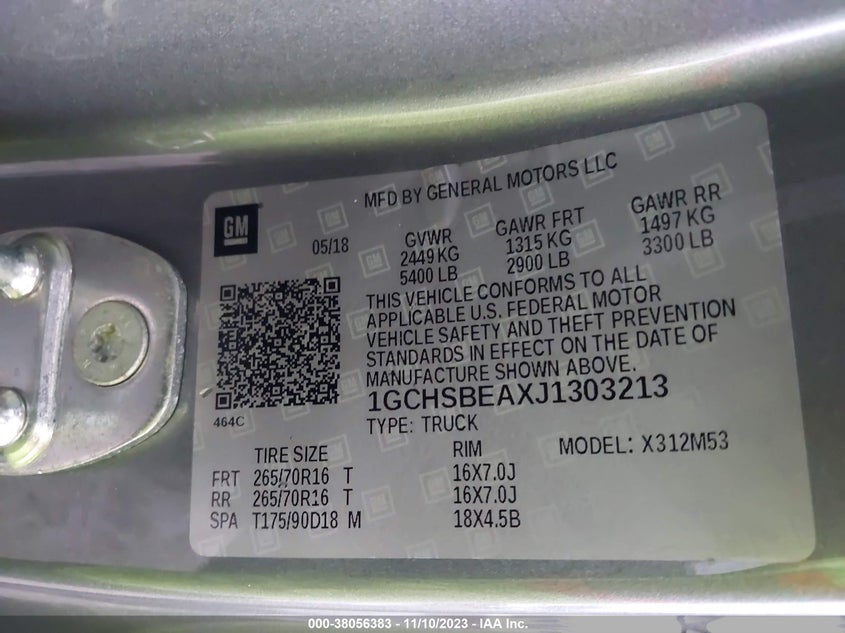 MFD BY GENERAL MOTORS LLC
GM
05/18
GVWR GAWR FRT GAWR RR
2449 KG 1315 KG 1497 KG
5400 LB 2900 LB 3300 LB
THIS VEHICLE CONFORMS TO ALL
APPLICABLE U.S. FEDERAL MOTOR
VEHICLE SAFETY AND THEFT PREVENTION
STANDARDS IN EFFECT ON THE DATE OF
MANUFACTURE SHOWN ABOVE.
1GCHSBEAXJ1303213
464C
TYPE: TRUCK
TIRE SIZE RIM MODEL: X312M53
FRT 265/70R16 T 16X7.0J
RR 265/70R16 T 16X7.0J
SPA T175/90D18 M 18X4.5B
000-38056383 - 11/10/2023 - © IAA Inc.